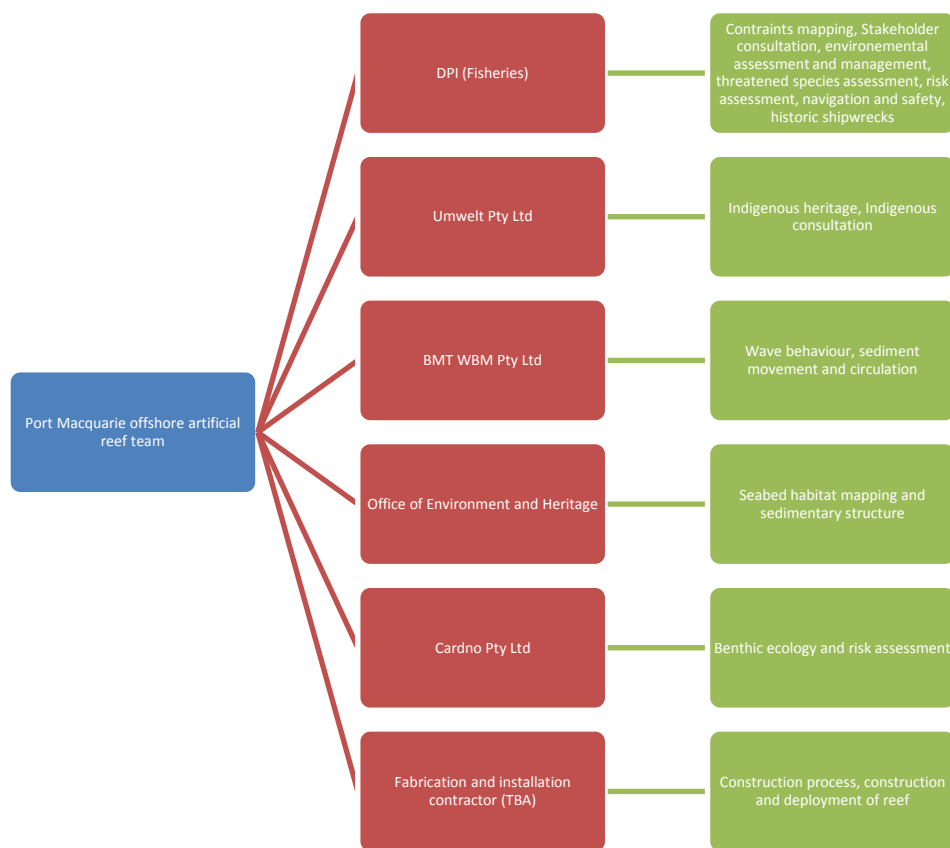 Port Macquarie offshore artificial
reef team
DPI (Fisheries)
Contraints mapping, Stakeholder
consultation, environemental
assessment and management,
threatened species assessment, risk
assessment, navigation and safety,
historic shipwrecks
Umwelt Pty Ltd
Indigenous heritage, Indigenous
consultation
BMT WBM Pty Ltd
Wave behaviour, sediment
movement and circulation
Office of Environment and Heritage
Seabed habitat mapping and
sedimentary structure
Cardno Pty Ltd
Benthic ecology and risk assessment
Fabrication and installation
contractor (TBA)
Construction process, construction
and deployment of reef